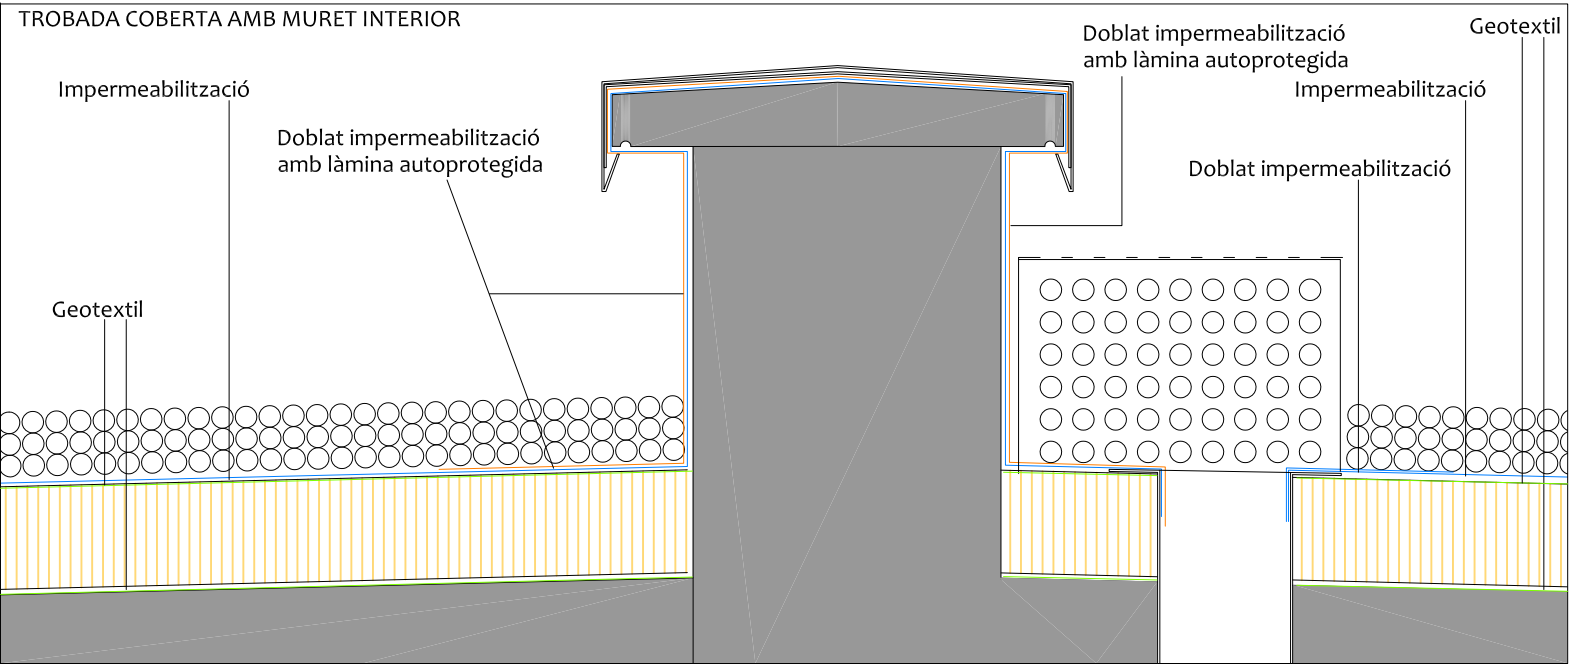 TROBADA COBERTA AMB MURET INTERIOR
Impermeabilització
Doblat impermeabilització
amb làmina autoprotegida
Geotextil
Doblat impermeabilització
amb làmina autoprotegida
Geotextil
Impermeabilització
Doblat impermeabilització